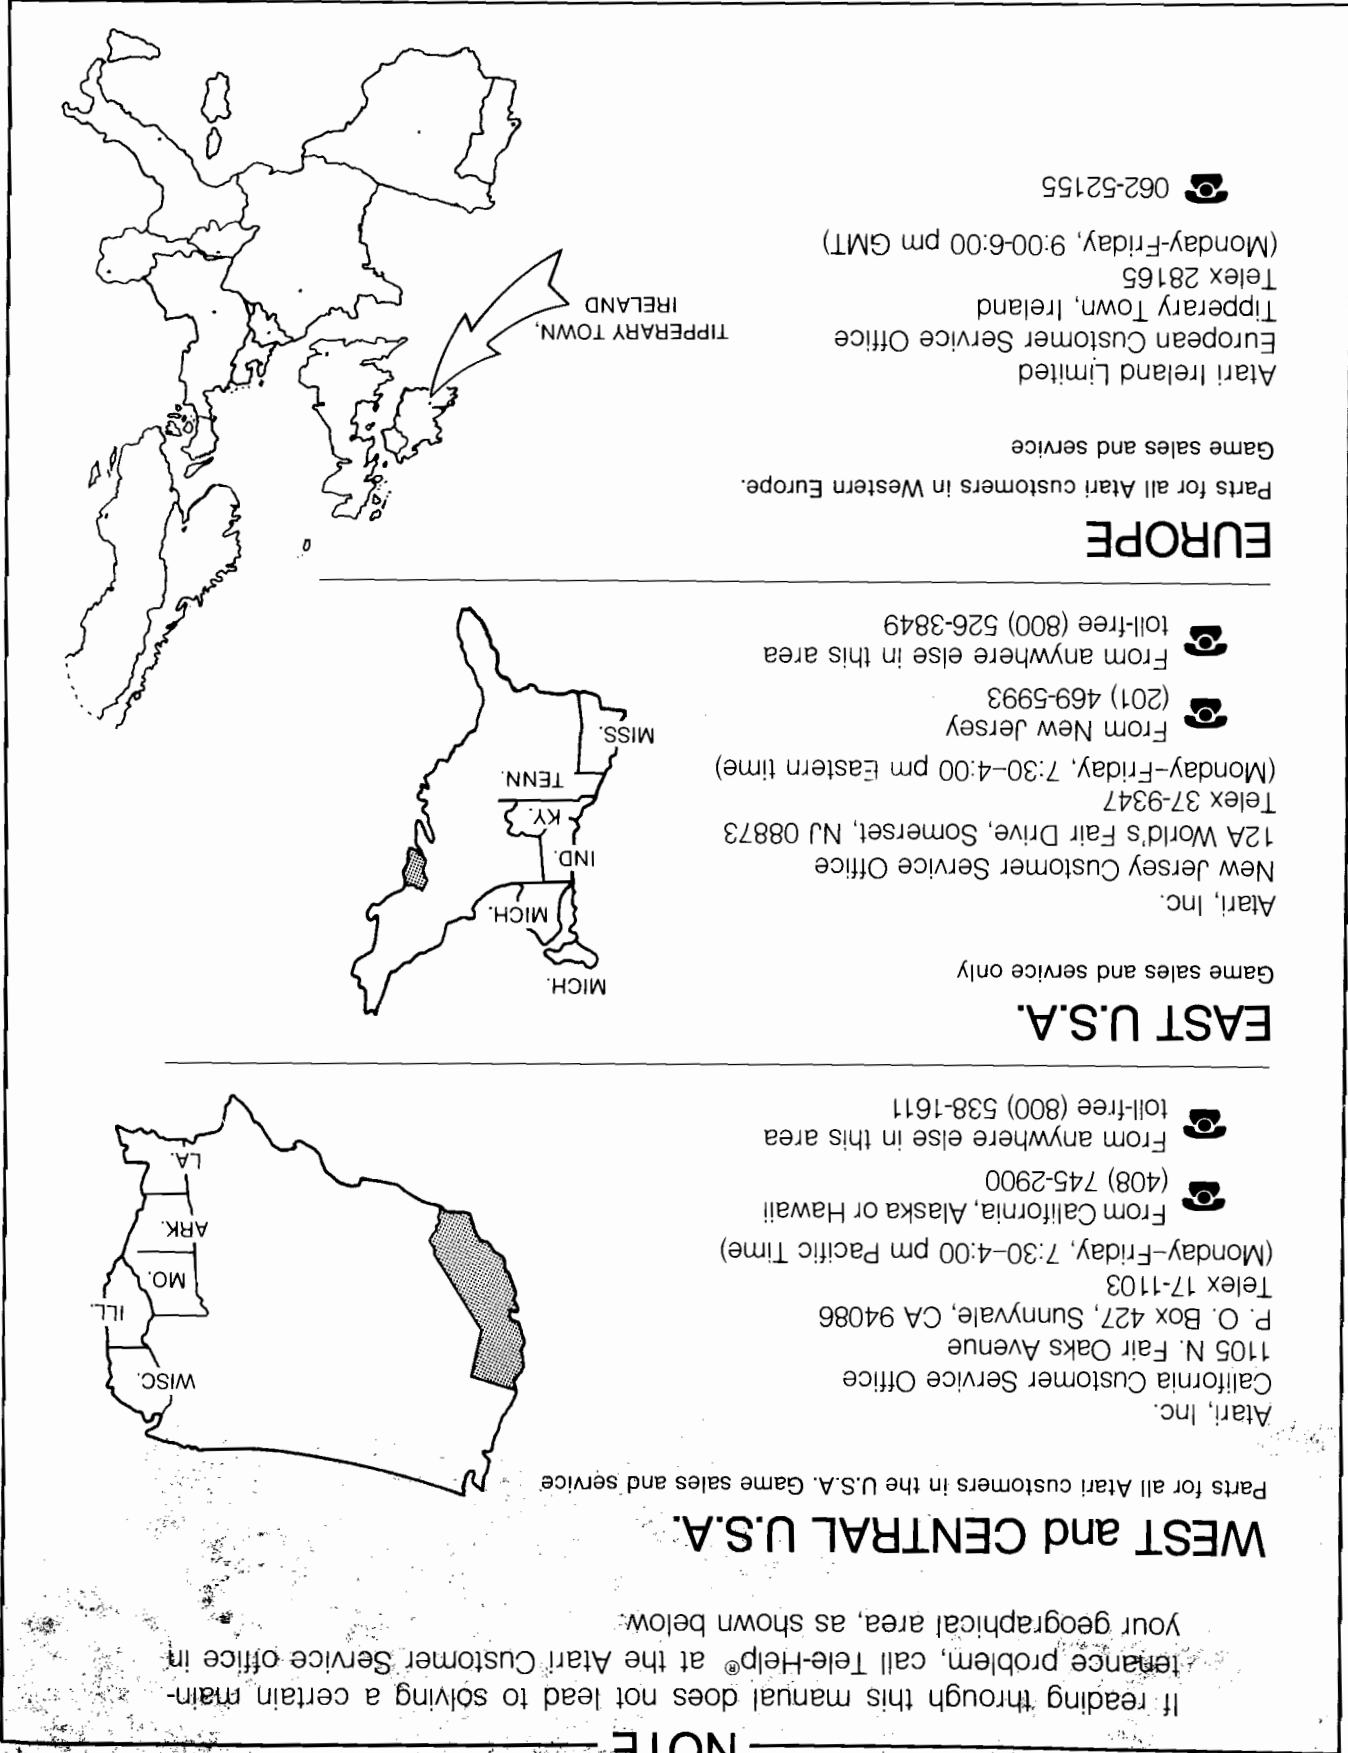 NOTE
If reading through this manual does not lead to solving a certain main-
tenance problem, call Tele-Help® at the Atari Customer Service office in
your geographical area, as shown below.
WEST and CENTRAL U.S.A.
Parts for all Atari customers in the U.S.A. Game sales and service
Atari, Inc.
California Customer Service Office
1105 N. Fair Oaks Avenue
P. O. Box 427, Sunnyvale, CA 94086
Telex 17-1103
(Monday–Friday, 7:30–4:00 pm Pacific Time)
From California, Alaska or Hawaii
(408) 745-2900
From anywhere else in this area
toll-free (800) 538-1611
WISC.
ILL.
MO.
ARK.
LA.
EAST U.S.A.
Game sales and service only
Atari, Inc.
New Jersey Customer Service Office
12A World's Fair Drive, Somerset, NJ 08873
Telex 37-9347
(Monday–Friday, 7:30–4:00 pm Eastern time)
From New Jersey
(201) 469-5993
From anywhere else in this area
toll-free (800) 526-3849
MICH.
MICH.
IND.
KY.
TENN.
MISS.
EUROPE
Parts for all Atari customers in Western Europe.
Game sales and service
Atari Ireland Limited
European Customer Service Office
Tipperary Town, Ireland
Telex 28165
(Monday-Friday, 9:00-6:00 pm GMT)
062-52155
TIPPERARY TOWN,
IRELAND